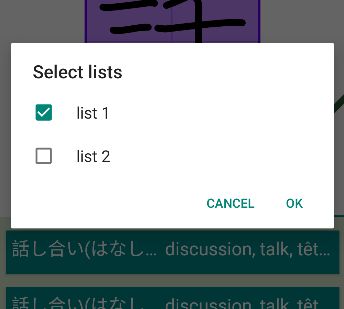 Select lists
list 1
list 2
CANCEL OK
話し合い(はなし... discussion, talk, têt...
話し合い(はなし... discussion, talk, têt...